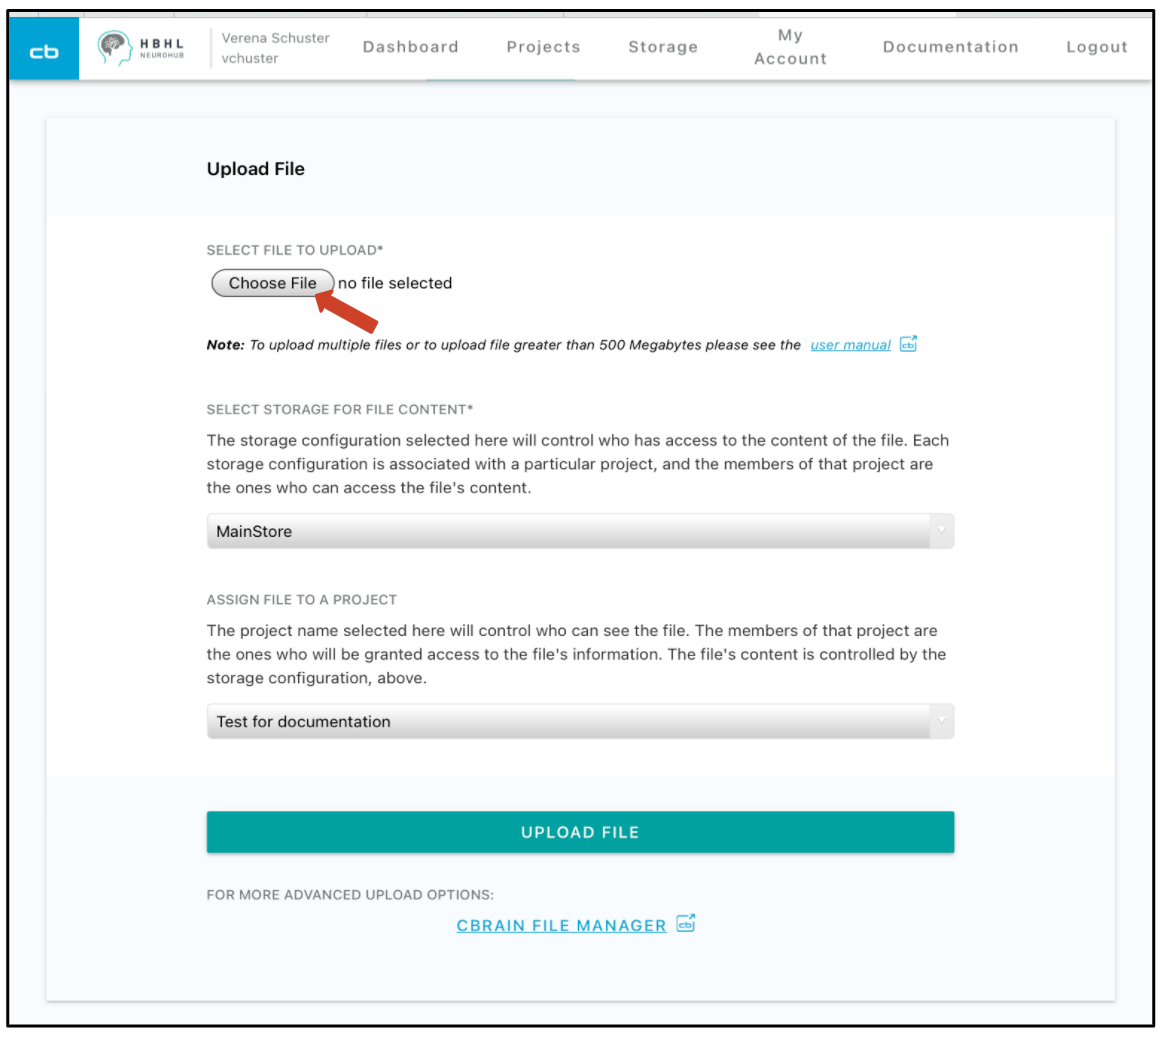 cb
HBHL
NEUROHUB
Verena Schuster
vchuster
Dashboard
Projects
Storage
My
Account
Documentation
Logout
Upload File
SELECT FILE TO UPLOAD*
Choose File no file selected
Note: To upload multiple files or to upload file greater than 500 Megabytes please see the user manual cb
SELECT STORAGE FOR FILE CONTENT*
The storage configuration selected here will control who has access to the content of the file. Each
storage configuration is associated with a particular project, and the members of that project are
the ones who can access the file's content.
MainStore
ASSIGN FILE TO A PROJECT
The project name selected here will control who can see the file. The members of that project are
the ones who will be granted access to the file's information. The file's content is controlled by the
storage configuration, above.
Test for documentation
UPLOAD FILE
FOR MORE ADVANCED UPLOAD OPTIONS:
CBRAIN FILE MANAGER cb